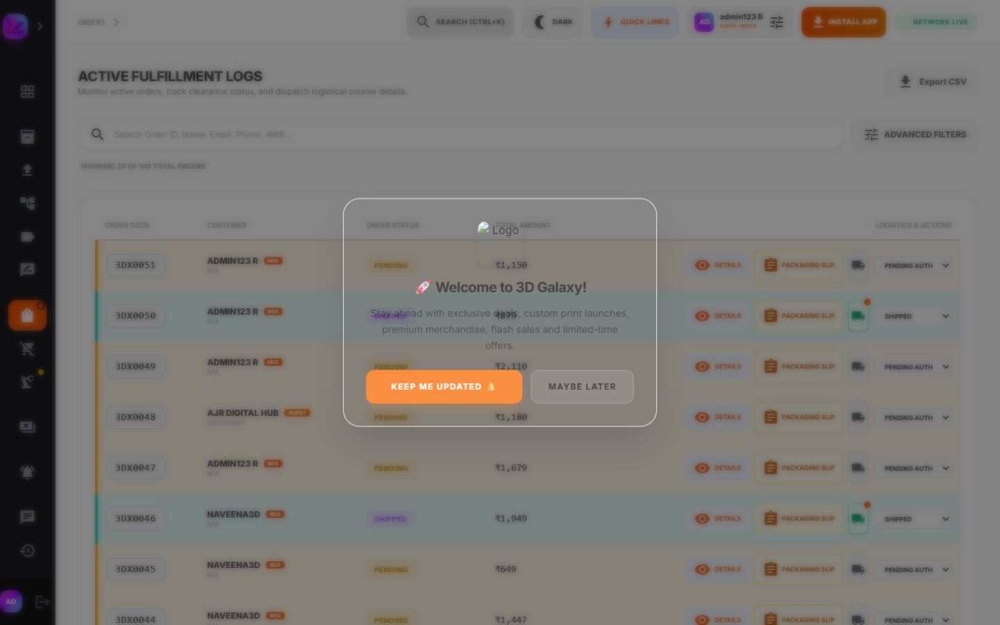 ORDERS
SEARCH (CTRL+K)
DARK
QUICK LINKS
AD
admin123 R
SUPER-ADMIN
INSTALL APP
NETWORK LIVE
ACTIVE FULFILLMENT LOGS
Monitor active orders, track clearance status, and dispatch logistical courier details.
Export CSV
Search Order ID, Name, Email, Phone, AWB...
ADVANCED FILTERS
SHOWING 20 OF 100 TOTAL ORDERS
ORDER CODE CUSTOMER ORDER STATUS TOTAL AMOUNT LOGISTICS & ACTIONS
Logo
🚀 Welcome to 3D Galaxy!
Stay ahead with exclusive deals, custom print launches,
premium merchandise, flash sales and limited-time
offers.
KEEP ME UPDATED 🔔
MAYBE LATER
3DX0051 ADMIN123 R REG PENDING ₹1,150 DETAILS PACKAGING SLIP PENDING AUTH
N/A
3DX0050 ADMIN123 R REG SHIPPED ₹879 DETAILS PACKAGING SLIP SHIPPED
N/A
3DX0049 ADMIN123 R REG PENDING ₹2,110 DETAILS PACKAGING SLIP PENDING AUTH
N/A
3DX0048 AJR DIGITAL HUB GUEST PENDING ₹1,180 DETAILS PACKAGING SLIP PENDING AUTH
3DX0047 ADMIN123 R REG PENDING ₹1,679 DETAILS PACKAGING SLIP PENDING AUTH
N/A
3DX0046 NAVEENA3D REG SHIPPED ₹1,949 DETAILS PACKAGING SLIP SHIPPED
N/A
3DX0045 NAVEENA3D REG PENDING ₹649 DETAILS PACKAGING SLIP PENDING AUTH
N/A
3DX0044 NAVEENA3D REG PENDING ₹1,447 DETAILS PACKAGING SLIP PENDING AUTH
N/A
AD